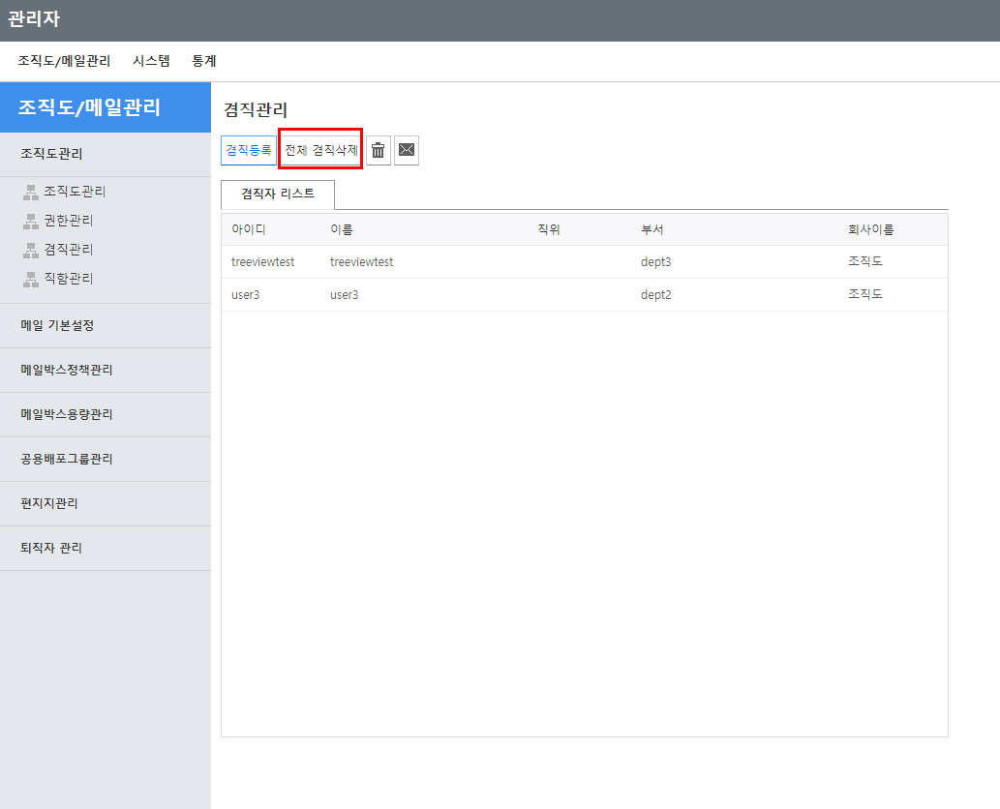 관리자
조직도/메일관리 시스템 통계
조직도/메일관리
조직도관리
조직도관리
권한관리
겸직관리
직함관리
메일 기본설정
메일박스정책관리
메일박스용량관리
공용배포그룹관리
편지지관리
퇴직자 관리
겸직관리
겸직등록 전체 겸직삭제
겸직자 리스트
아이디 이름 직위 부서 회사이름
treeviewtest treeviewtest dept3 조직도
user3 user3 dept2 조직도